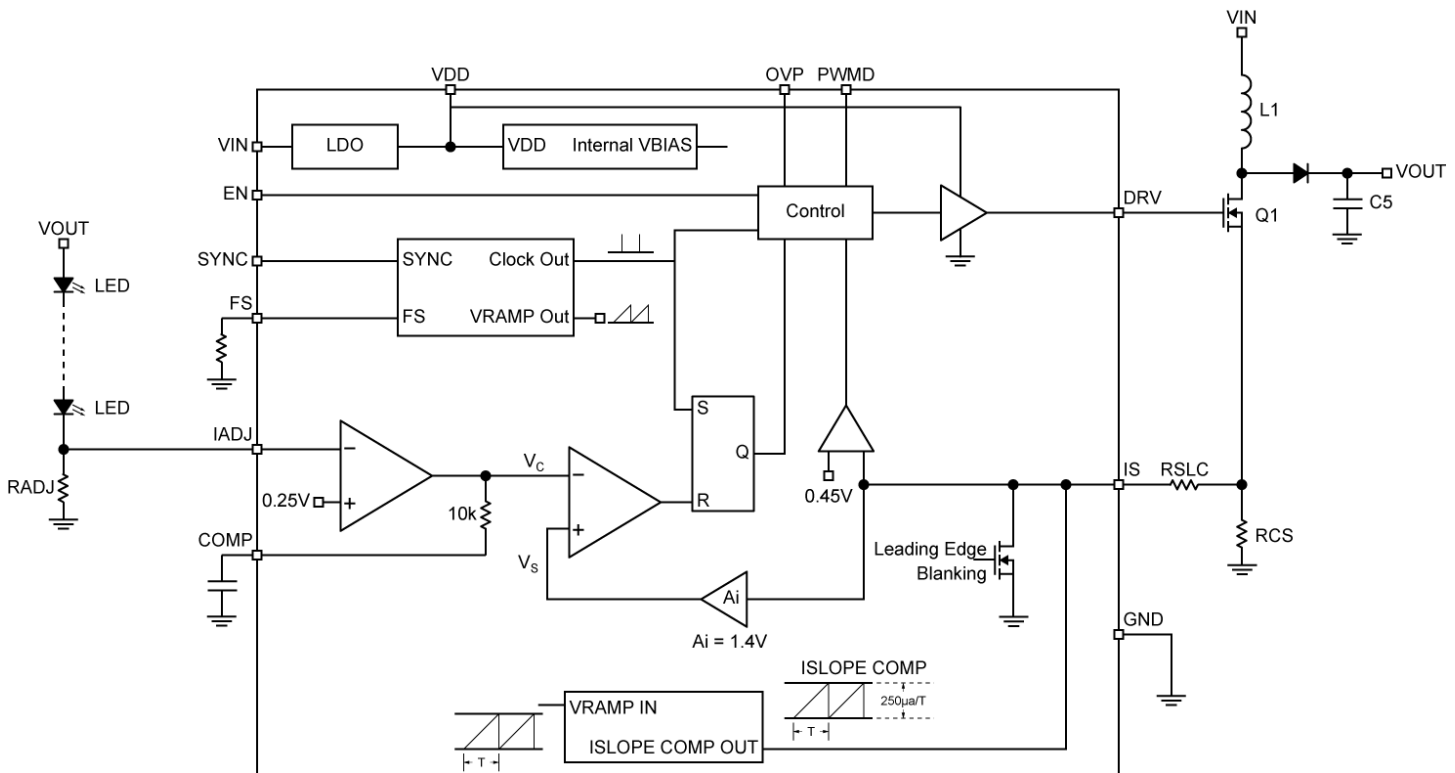 VIN
VDD
OVP
PWMD
L1
VIN
LDO
VDD
Internal VBIAS
VOUT
EN
Control
DRV
C5
Q1
VOUT
SYNC
SYNC
Clock Out
LED
FS
FS
VRAMP Out
LED
S
IADJ
−
Q
VC
−
IS
RSLC
RADJ
0.25V
+
R
0.45V
10k
COMP
+
Leading Edge
Blanking
RCS
VS
Ai
GND
Ai = 1.4V
ISLOPE COMP
VRAMP IN
250µa/T
T
ISLOPE COMP OUT
T